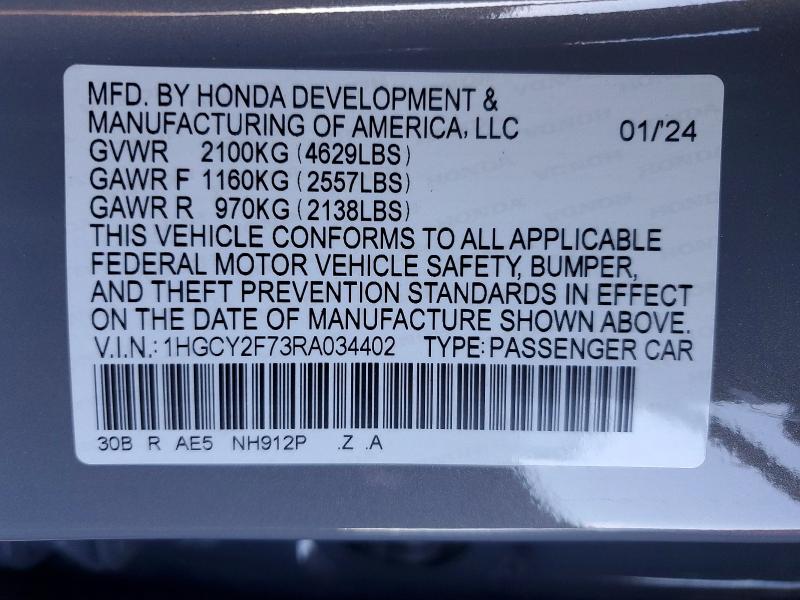 MFD. BY HONDA DEVELOPMENT &
MANUFACTURING OF AMERICA, LLC 01/'24
GVWR 2100KG (4629LBS)
GAWR F 1160KG (2557LBS)
GAWR R 970KG (2138LBS)
THIS VEHICLE CONFORMS TO ALL APPLICABLE
FEDERAL MOTOR VEHICLE SAFETY, BUMPER,
AND THEFT PREVENTION STANDARDS IN EFFECT
ON THE DATE OF MANUFACTURE SHOWN ABOVE.
V.I.N.: 1HGCY2F73RA034402 TYPE: PASSENGER CAR
30B R AE5 NH912P .Z .A